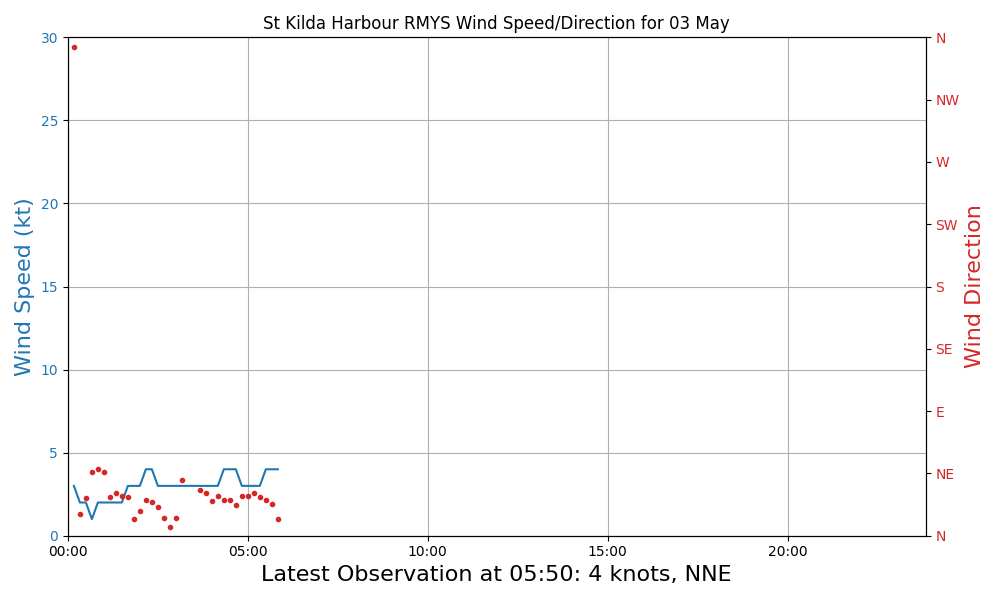 St Kilda Harbour RMYS Wind Speed/Direction for 03 May
30
25
20
15
10
5
0
Wind Speed (kt)
N
NW
W
SW
S
SE
E
NE
N
Wind Direction
00:00
05:00
10:00
15:00
20:00
Latest Observation at 05:50: 4 knots, NNE